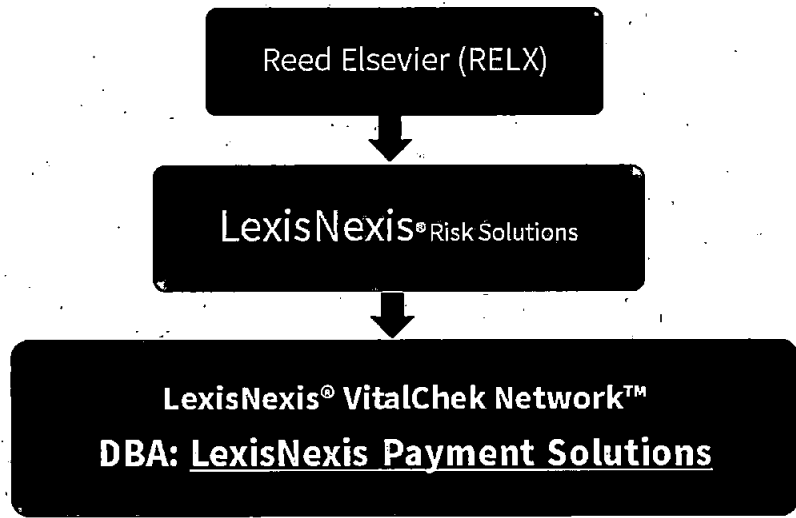 Reed Elsevier (RELX)
LexisNexis® Risk Solutions
LexisNexis® VitalChek Network™
DBA: LexisNexis Payment Solutions